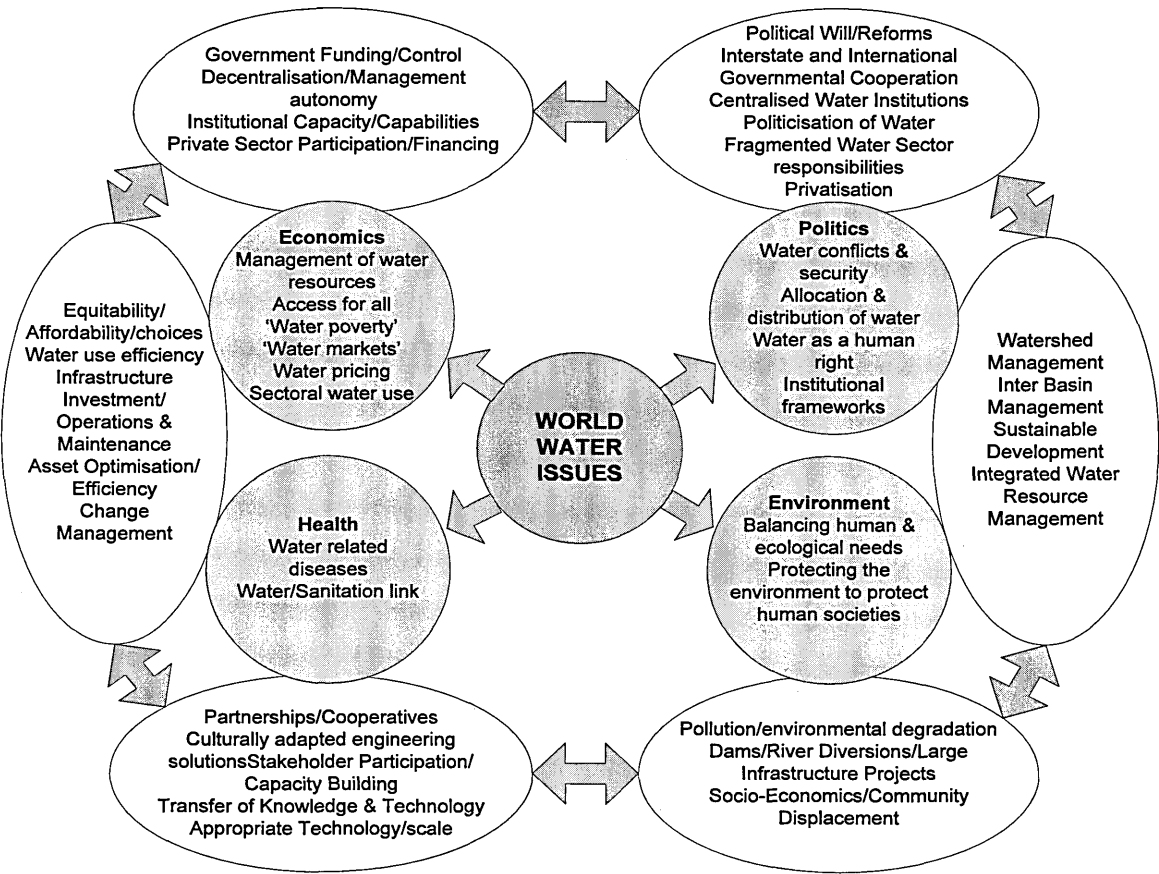 Government Funding/Control
Decentralisation/Management
autonomy
Institutional Capacity/Capabilities
Private Sector Participation/Financing
Political Will/Reforms
Interstate and International
Governmental Cooperation
Centralised Water Institutions
Politicisation of Water
Fragmented Water Sector
responsibilities
Privatisation
Economics
Management of water
resources
Access for all
'Water poverty'
'Water markets'
Water pricing
Sectoral water use
Politics
Water conflicts &
security
Allocation &
distribution of water
Water as a human
right
Institutional
frameworks
Equitability/
Affordability/choices
Water use efficiency
Infrastructure
Investment/
Operations &
Maintenance
Asset Optimisation/
Efficiency
Change
Management
WORLD
WATER
ISSUES
Watershed
Management
Inter Basin
Management
Sustainable
Development
Integrated Water
Resource
Management
Health
Water related
diseases
Water/Sanitation link
Environment
Balancing human &
ecological needs
Protecting the
environment to protect
human societies
Partnerships/Cooperatives
Culturally adapted engineering
solutionsStakeholder Participation/
Capacity Building
Transfer of Knowledge & Technology
Appropriate Technology/scale
Pollution/environmental degradation
Dams/River Diversions/Large
Infrastructure Projects
Socio-Economics/Community
Displacement